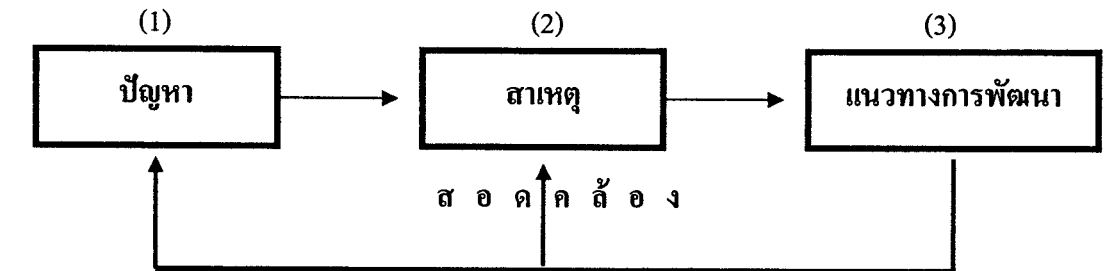 (1) (2) (3)
ปัญหา สาเหตุ แนวทางการพัฒนา
ส อ ด ค ล้ อ ง